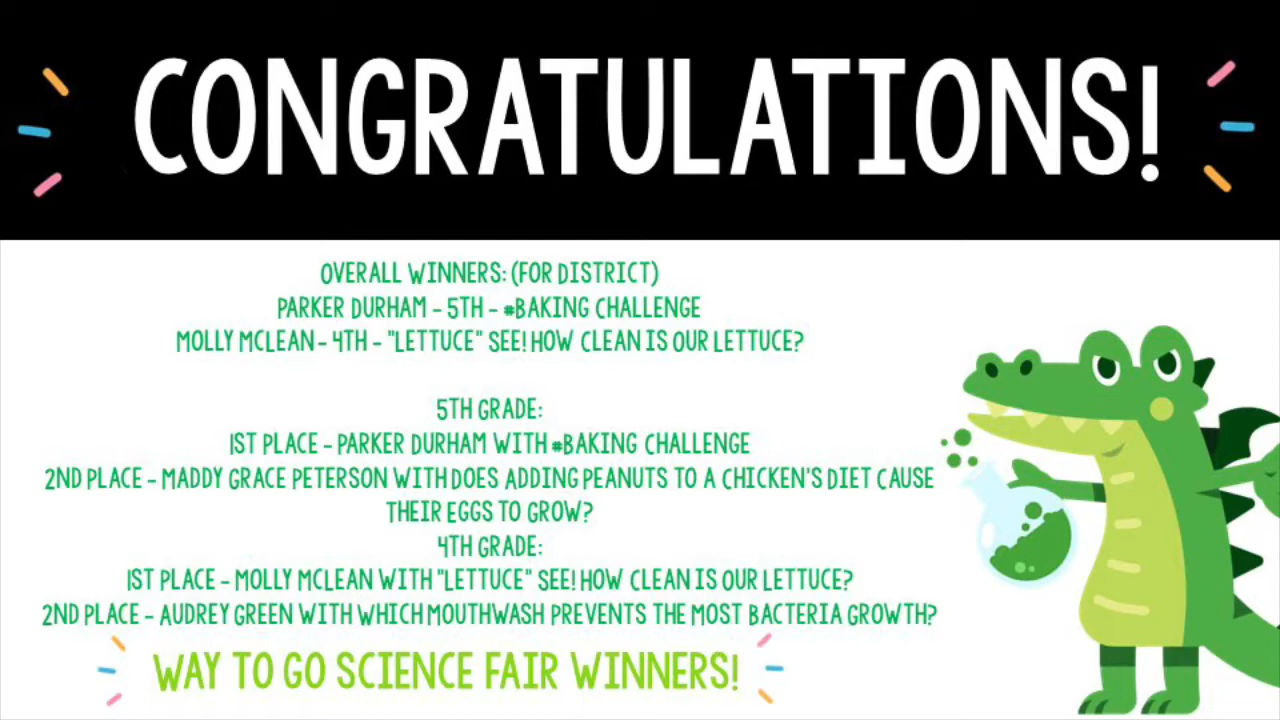 CONGRATULATIONS!
OVERALL WINNERS: (FOR DISTRICT)
PARKER DURHAM - 5TH - #BAKING CHALLENGE
MOLLY MCLEAN- 4TH - "LETTUCE" SEE! HOW CLEAN IS OUR LETTUCE?
5TH GRADE:
1ST PLACE - PARKER DURHAM WITH #BAKING CHALLENGE
2ND PLACE - MADDY GRACE PETERSON WITH DOES ADDING PEANUTS TO A CHICKEN'S DIET CAUSE
THEIR EGGS TO GROW?
4TH GRADE:
1ST PLACE - MOLLY MCLEAN WITH "LETTUCE" SEE! HOW CLEAN IS OUR LETTUCE?
2ND PLACE - AUDREY GREEN WITH WHICH MOUTHWASH PREVENTS THE MOST BACTERIA GROWTH?
WAY TO GO SCIENCE FAIR WINNERS!